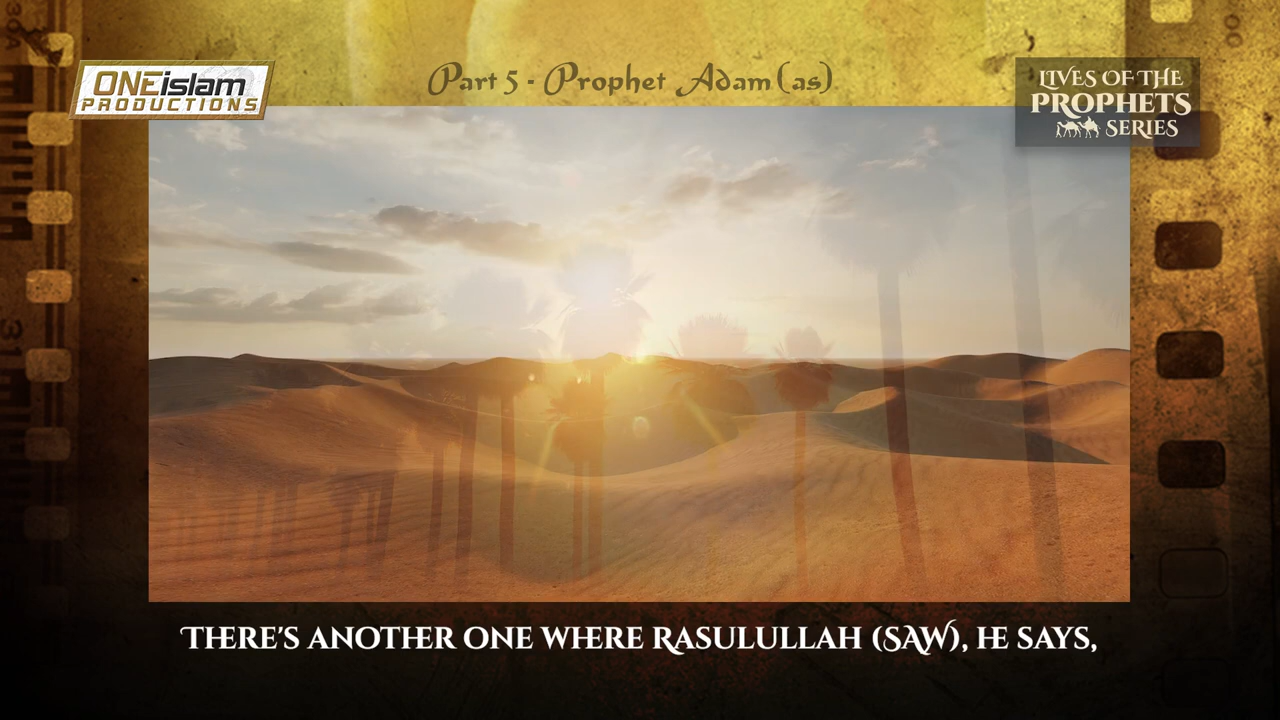 ONEislam
PRODUCTIONS
Part 5 - Prophet Adam (as)
LIVES OF THE
PROPHETS
SERIES
THERE'S ANOTHER ONE WHERE RASULULLAH (SAW), HE SAYS,